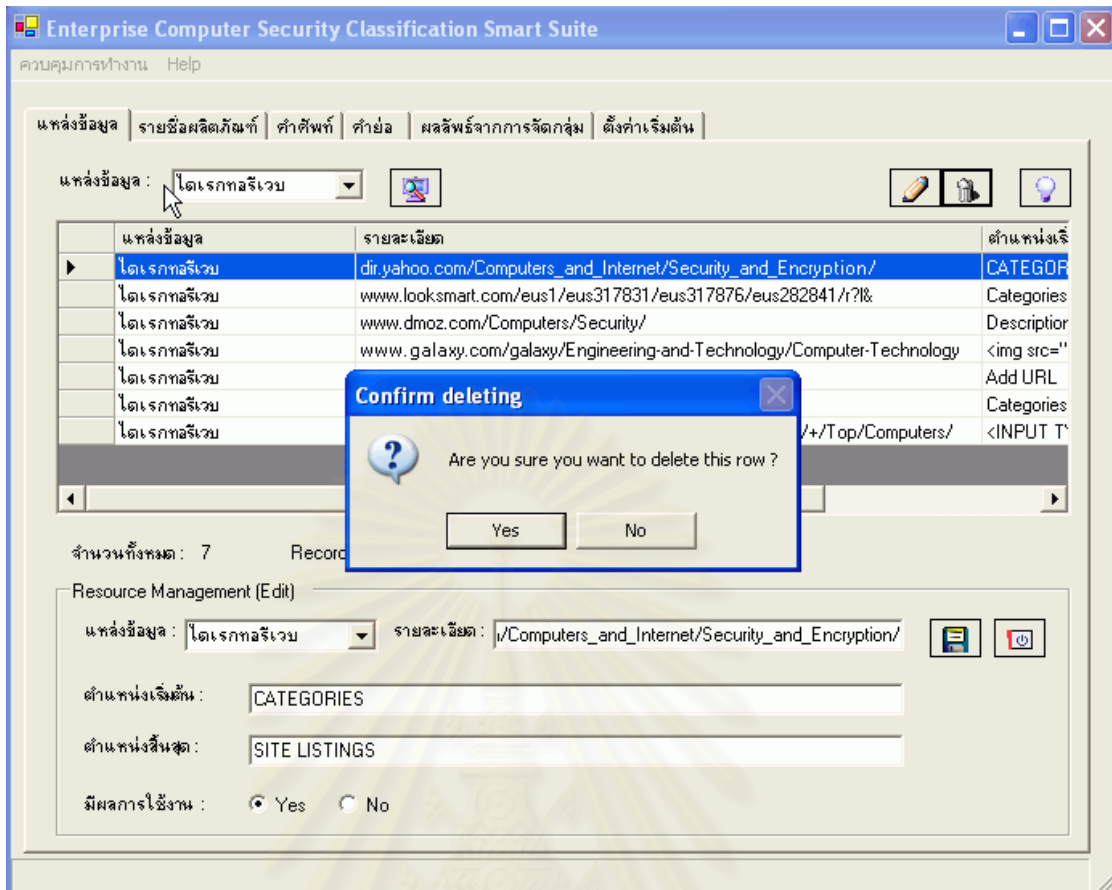 Enterprise Computer Security Classification Smart Suite
ควบคุมการทำงาน Help
แหล่งข้อมูล รายชื่อผลิตภัณฑ์ คำศัพท์ คำย่อ ผลลัพธ์จากการจัดกลุ่ม ตั้งค่าเริ่มต้น
แหล่งข้อมูล : ไดเรกทอรีเวบ
แหล่งข้อมูล รายละเอียด ตำแหน่งเริ
ไดเรกทอรีเวบ dir.yahoo.com/Computers_and_Internet/Security_and_Encryption/ CATEGOR
ไดเรกทอรีเวบ www.looksmart.com/eus1/eus317831/eus317876/eus282841/r?l& Categories
ไดเรกทอรีเวบ www.dmoz.com/Computers/Security/ Description
ไดเรกทอรีเวบ www.galaxy.com/galaxy/Engineering-and-Technology/Computer-Technology <img src="
ไดเรกทอรีเวบ Add URL
ไดเรกทอรีเวบ Categories
ไดเรกทอรีเวบ /+/Top/Computers/ <INPUT T
Confirm deleting
Are you sure you want to delete this row ?
Yes No
จำนวนทั้งหมด : 7 Record
Resource Management (Edit)
แหล่งข้อมูล : ไดเรกทอรีเวบ รายละเอียด : /Computers_and_Internet/Security_and_Encryption/
ตำแหน่งเริ่มต้น : CATEGORIES
ตำแหน่งสิ้นสุด : SITE LISTINGS
มีผลการใช้งาน : Yes No